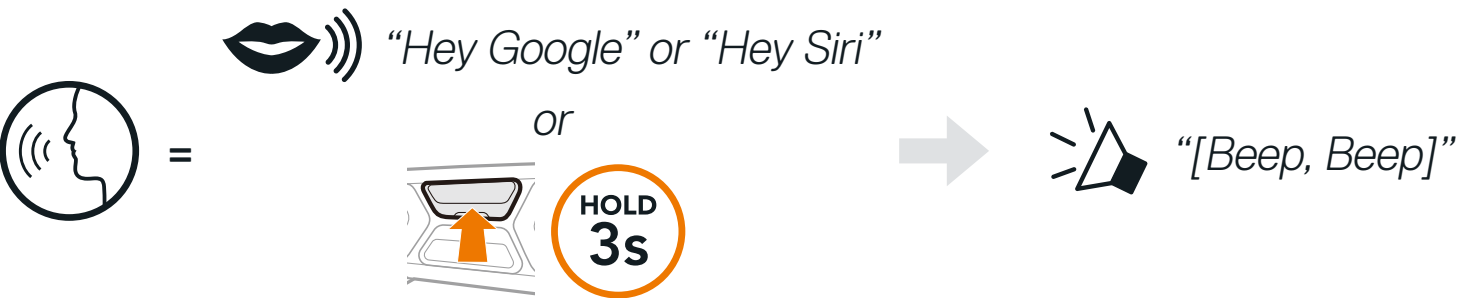 “Hey Google” or “Hey Siri”
or
=
“[Beep, Beep]”
HOLD
3s